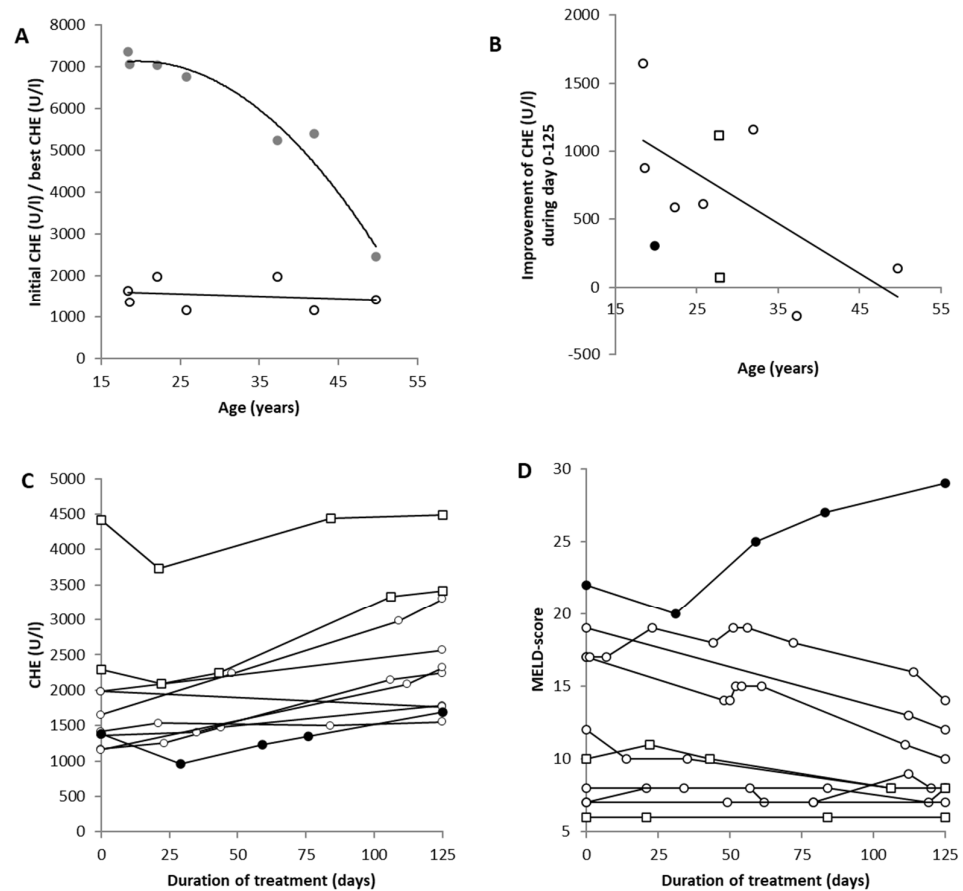 A
Initial CHE (U/l) / best CHE (U/l)
8000
7000
6000
5000
4000
3000
2000
1000
0
15 25 35 45 55
Age (years)
B
Improvement of CHE (U/l)
during day 0-125
2000
1500
1000
500
0
-500
15 25 35 45 55
Age (years)
C
CHE (U/l)
5000
4500
4000
3500
3000
2500
2000
1500
1000
500
0
0 25 50 75 100 125
Duration of treatment (days)
D
MELD-score
30
25
20
15
10
5
0 25 50 75 100 125
Duration of treatment (days)